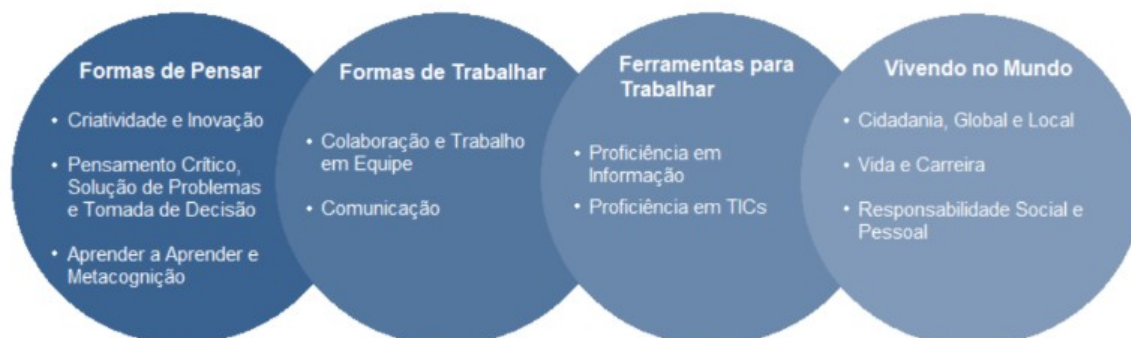 Formas de Pensar
• Criatividade e Inovação
• Pensamento Crítico,
Solução de Problemas
e Tomada de Decisão
• Aprender a Aprender e
Metacognição
Formas de Trabalhar
• Colaboração e Trabalho
em Equipe
• Comunicação
Ferramentas para
Trabalhar
• Proficiência em
Informação
• Proficiência em TICs
Vivendo no Mundo
• Cidadania, Global e Local
• Vida e Carreira
• Responsabilidade Social e
Pessoal